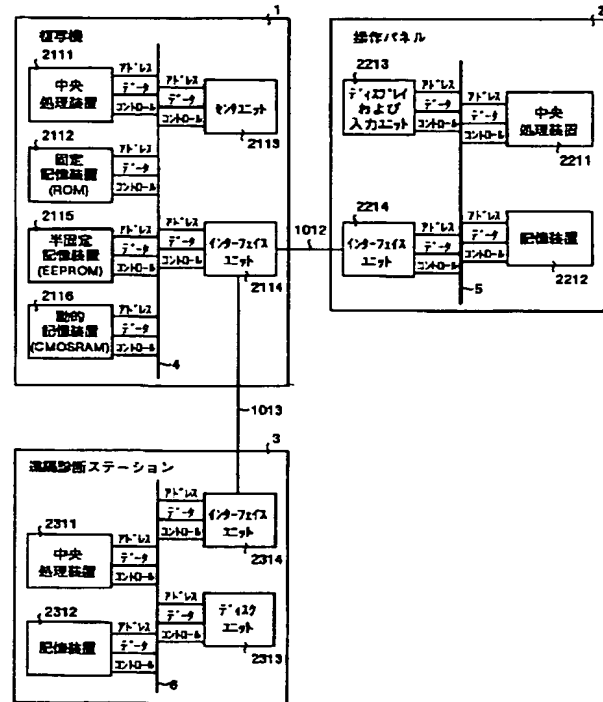 1
複写機
2111
中央
処理装置
アドレス
データ
コントロール
アドレス
データ
コントロール
センサユニット
2113
2112
固定
記憶装置
(ROM)
アドレス
データ
コントロール
2115
半固定
記憶装置
(EEPROM)
アドレス
データ
コントロール
アドレス
データ
コントロール
インターフェイス
ユニット
2114
2116
動的
記憶装置
(CMOSRAM)
アドレス
データ
コントロール
4
1012
1013
2
操作パネル
2213
ディスプレイ
および
入力ユニット
アドレス
データ
コントロール
アドレス
データ
コントロール
中央
処理装置
2211
2214
インターフェイス
ユニット
アドレス
データ
コントロール
アドレス
データ
コントロール
記憶装置
2212
5
3
遠隔診断ステーション
アドレス
データ
コントロール
インターフェイス
ユニット
2314
2311
中央
処理装置
アドレス
データ
コントロール
2312
記憶装置
アドレス
データ
コントロール
アドレス
データ
コントロール
ディスク
ユニット
2313
6